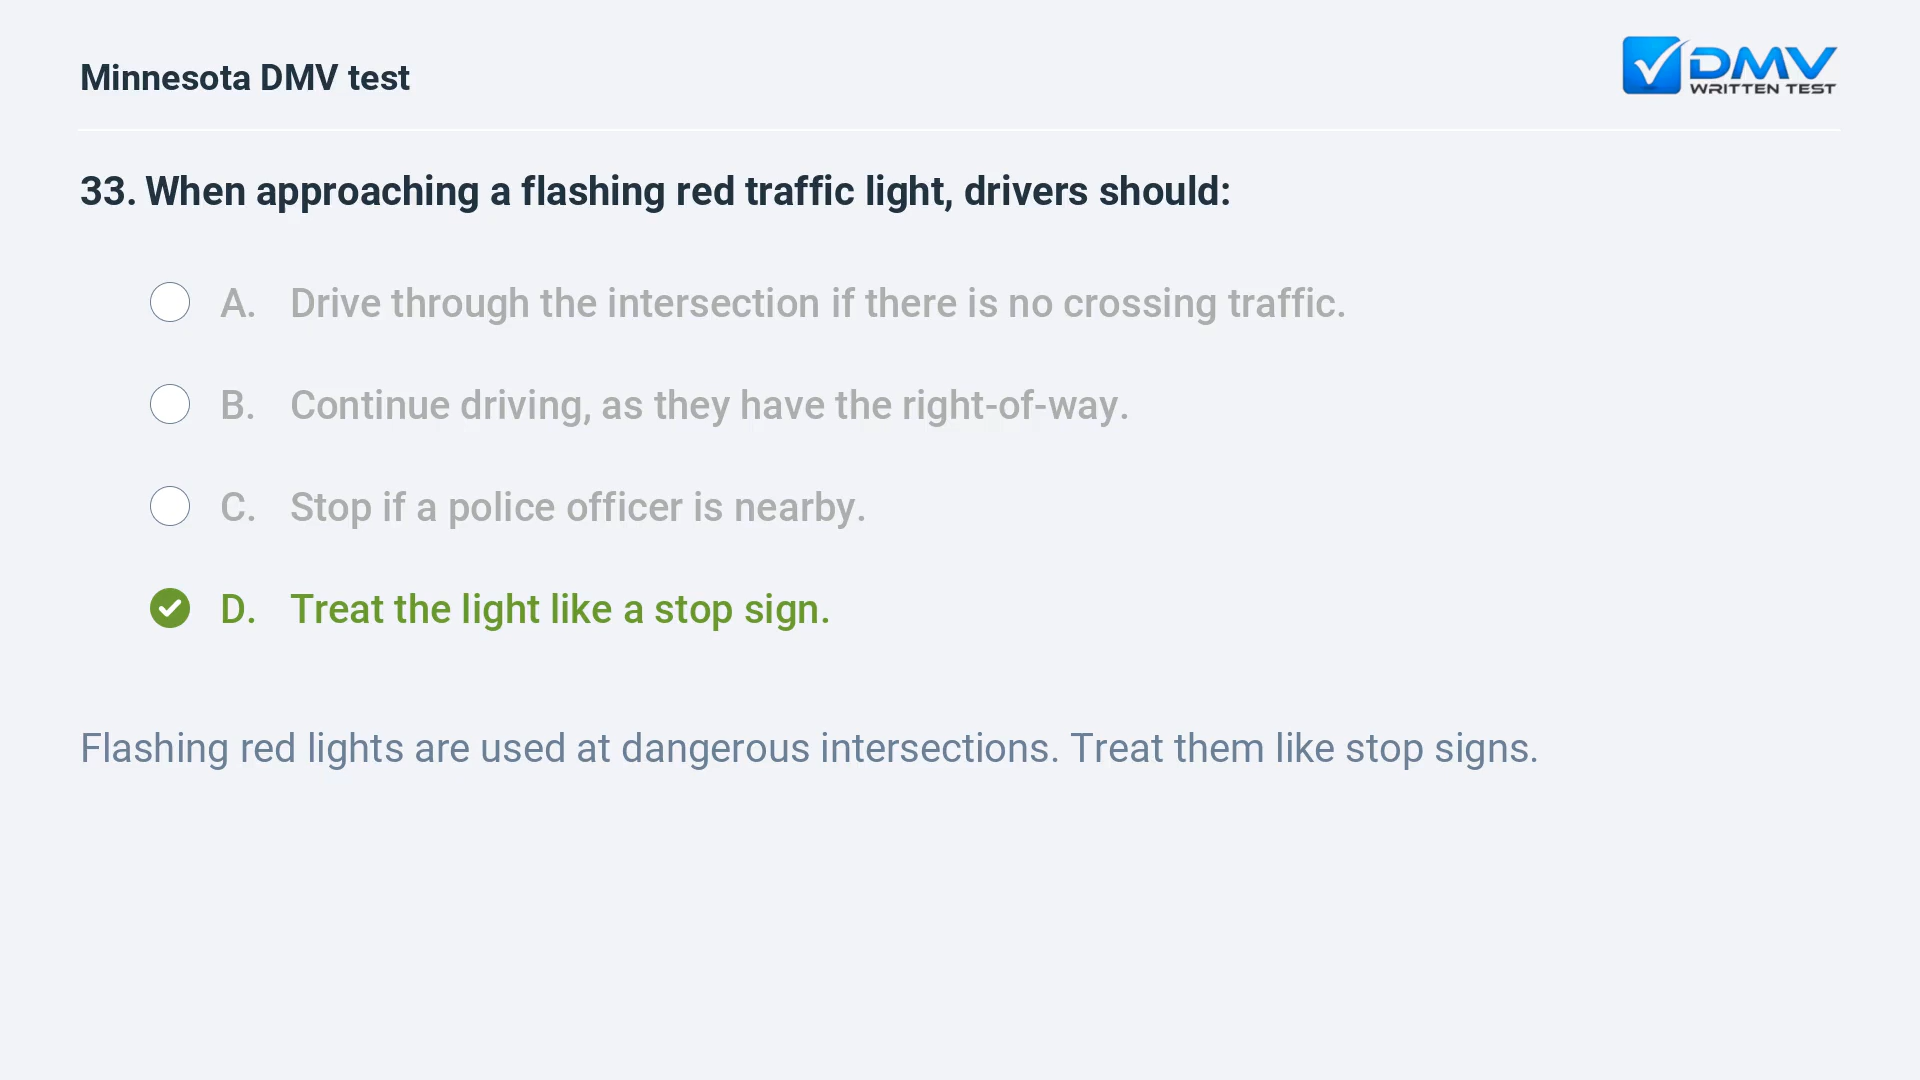 Minnesota DMV test
DMV
WRITTEN TEST
33. When approaching a flashing red traffic light, drivers should:
A. Drive through the intersection if there is no crossing traffic.
B. Continue driving, as they have the right-of-way.
C. Stop if a police officer is nearby.
D. Treat the light like a stop sign.
Flashing red lights are used at dangerous intersections. Treat them like stop signs.